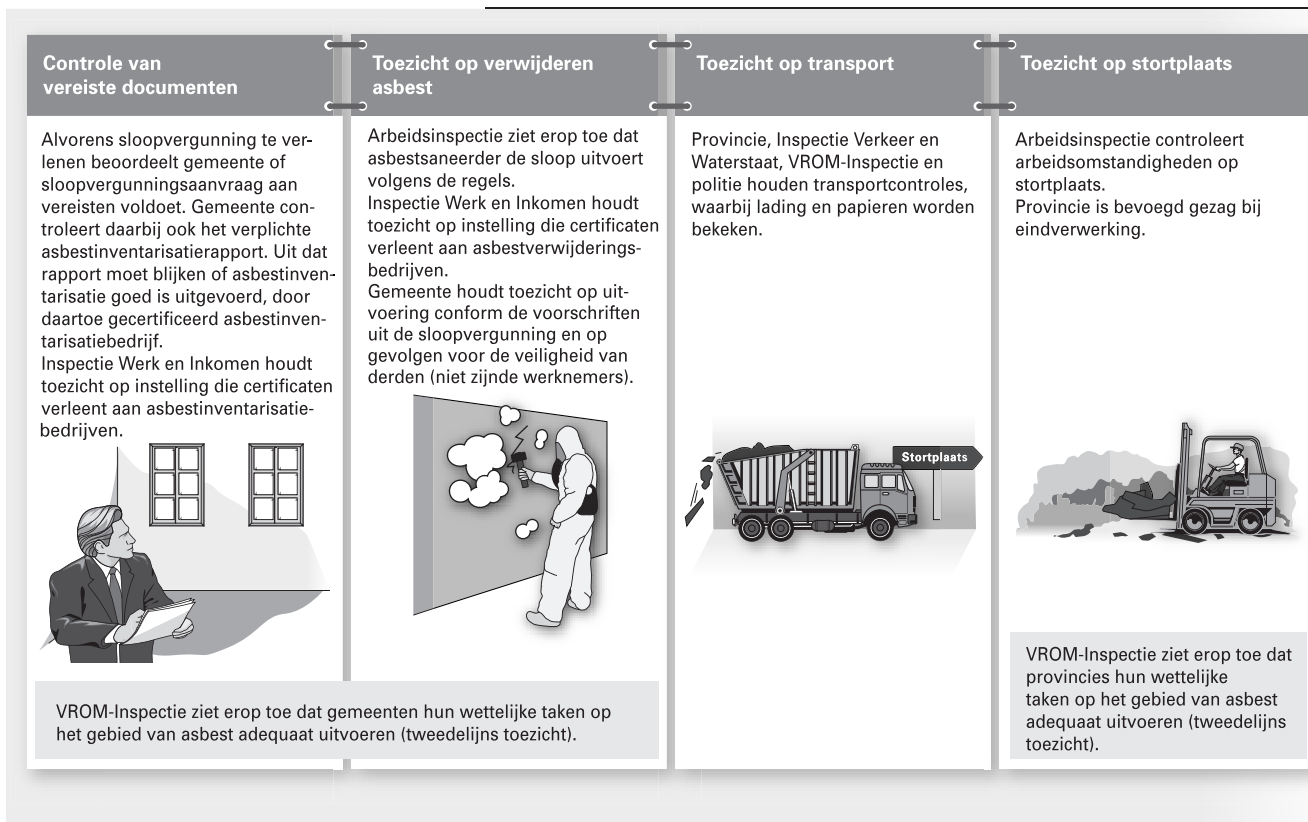 Controle van
vereiste documenten
Alvorens sloopvergunning te ver-
lenen beoordeelt gemeente of
sloopvergunningsaanvraag aan
vereisten voldoet. Gemeente con-
troleert daarbij ook het verplichte
asbestinventarisatierapport. Uit dat
rapport moet blijken of asbestinven-
tarisatie goed is uitgevoerd, door
daartoe gecertificeerd asbestinven-
tarisatiebedrijf.
Inspectie Werk en Inkomen houdt
toezicht op instelling die certificaten
verleent aan asbestinventarisatie-
bedrijven.
Toezicht op verwijderen
asbest
Arbeidsinspectie ziet erop toe dat
asbestsaneerder de sloop uitvoert
volgens de regels.
Inspectie Werk en Inkomen houdt
toezicht op instelling die certificaten
verleent aan asbestverwijderings-
bedrijven.
Gemeente houdt toezicht op uit-
voering conform de voorschriften
uit de sloopvergunning en op
gevolgen voor de veiligheid van
derden (niet zijnde werknemers).
VROM-Inspectie ziet erop toe dat gemeenten hun wettelijke taken op
het gebied van asbest adequaat uitvoeren (tweedelijns toezicht).
Toezicht op transport
Provincie, Inspectie Verkeer en
Waterstaat, VROM-Inspectie en
politie houden transportcontroles,
waarbij lading en papieren worden
bekeken.
Stortplaats
Toezicht op stortplaats
Arbeidsinspectie controleert
arbeidsomstandigheden op
stortplaats.
Provincie is bevoegd gezag bij
eindverwerking.
VROM-Inspectie ziet erop toe dat
provincies hun wettelijke
taken op het gebied van asbest
adequaat uitvoeren (tweedelijns
toezicht).